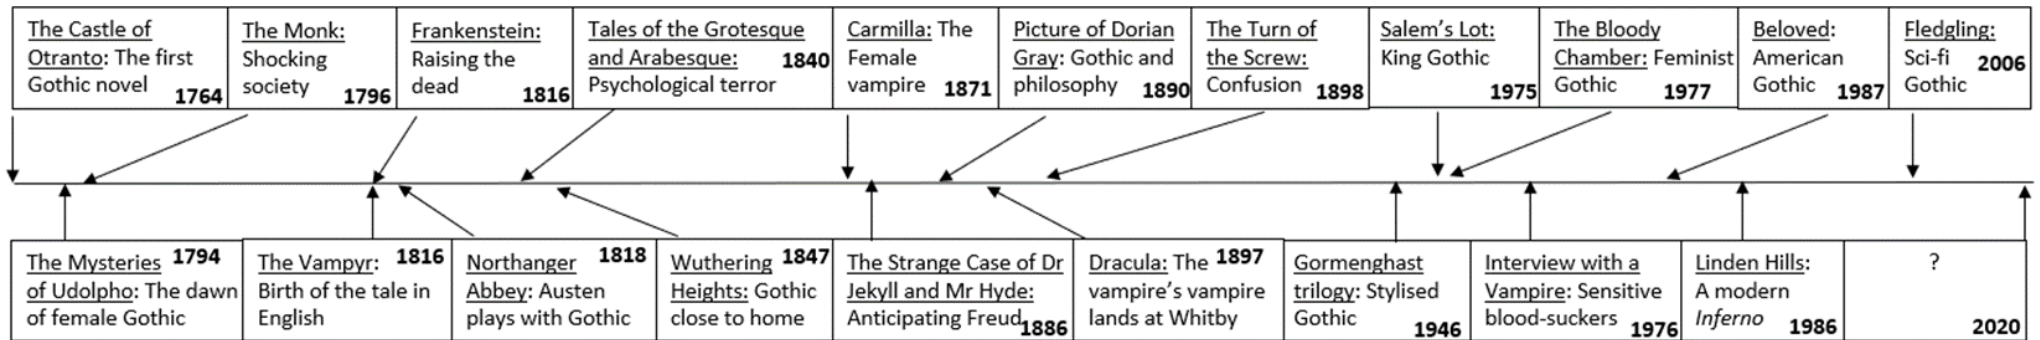 The Castle of
Otranto: The first
Gothic novel 1764
The Monk:
Shocking
society 1796
Frankenstein:
Raising the
dead 1816
Tales of the Grotesque
and Arabesque: 1840
Psychological terror
Carmilla: The
Female
vampire 1871
Picture of Dorian
Gray: Gothic and
philosophy 1890
The Turn of
the Screw:
Confusion 1898
Salem's Lot:
King Gothic
1975
The Bloody
Chamber: Feminist
Gothic 1977
Beloved:
American
Gothic 1987
Fledgling:
Sci-fi 2006
Gothic
The Mysteries 1794
of Udolpho: The dawn
of female Gothic
The Vampyr: 1816
Birth of the tale in
English
Northanger 1818
Abbey: Austen
plays with Gothic
Wuthering 1847
Heights: Gothic
close to home
The Strange Case of Dr
Jekyll and Mr Hyde:
Anticipating Freud 1886
Dracula: The 1897
vampire's vampire
lands at Whitby
Gormenghast
trilogy: Stylised
Gothic 1946
Interview with a
Vampire: Sensitive
blood-suckers 1976
Linden Hills:
A modern
Inferno 1986
?
2020